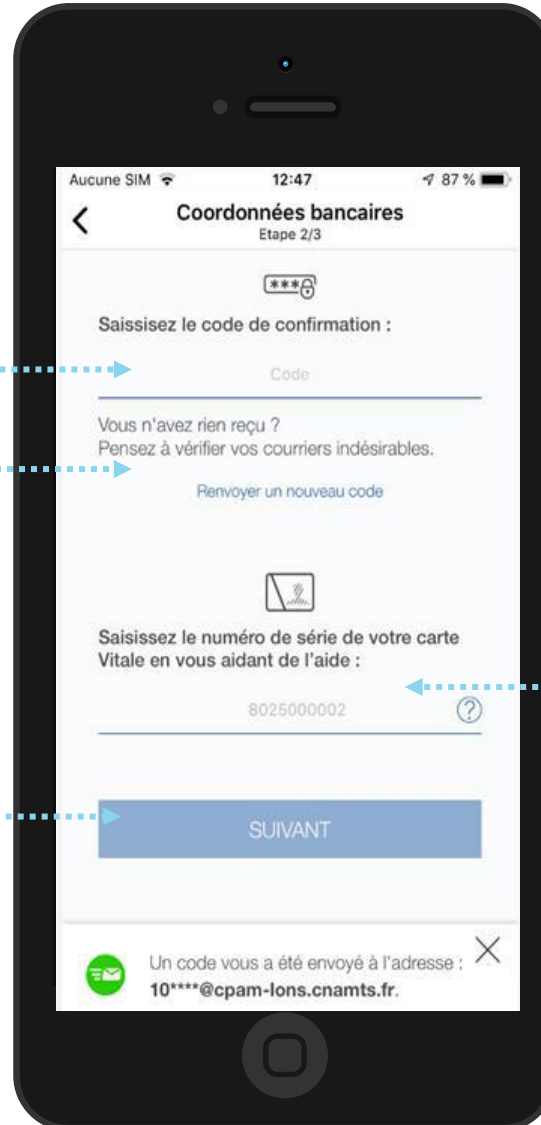 Aucune SIM 12:47 87 %
Coordonnées bancaires
Etape 2/3
***
Saississez le code de confirmation :
Code
Vous n'avez rien reçu ?
Pensez à vérifier vos courriers indésirables.
Renvoyer un nouveau code
Saisissez le numéro de série de votre carte
Vitale en vous aidant de l'aide :
8025000002 ?
SUIVANT
Un code vous a été envoyé à l'adresse :
10****@cpam-lons.cnamts.fr.